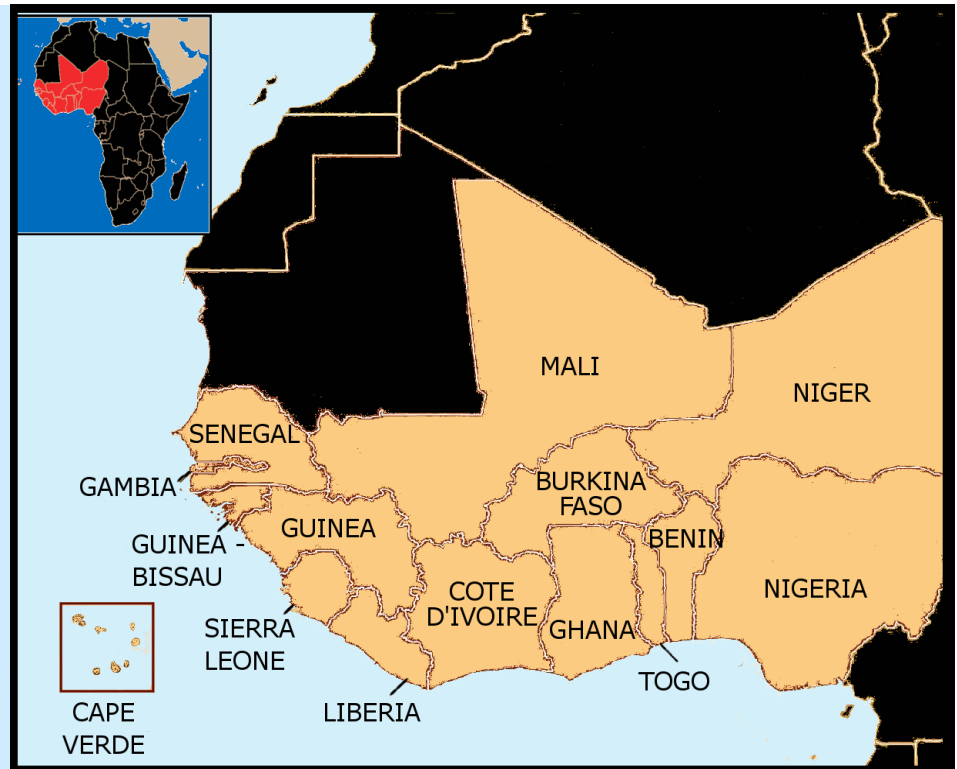 MALI
NIGER
SENEGAL
GAMBIA
BURKINA
FASO
GUINEA
BENIN
GUINEA -
BISSAU
COTE
D'IVOIRE
NIGERIA
GHANA
SIERRA
LEONE
TOGO
LIBERIA
CAPE
VERDE